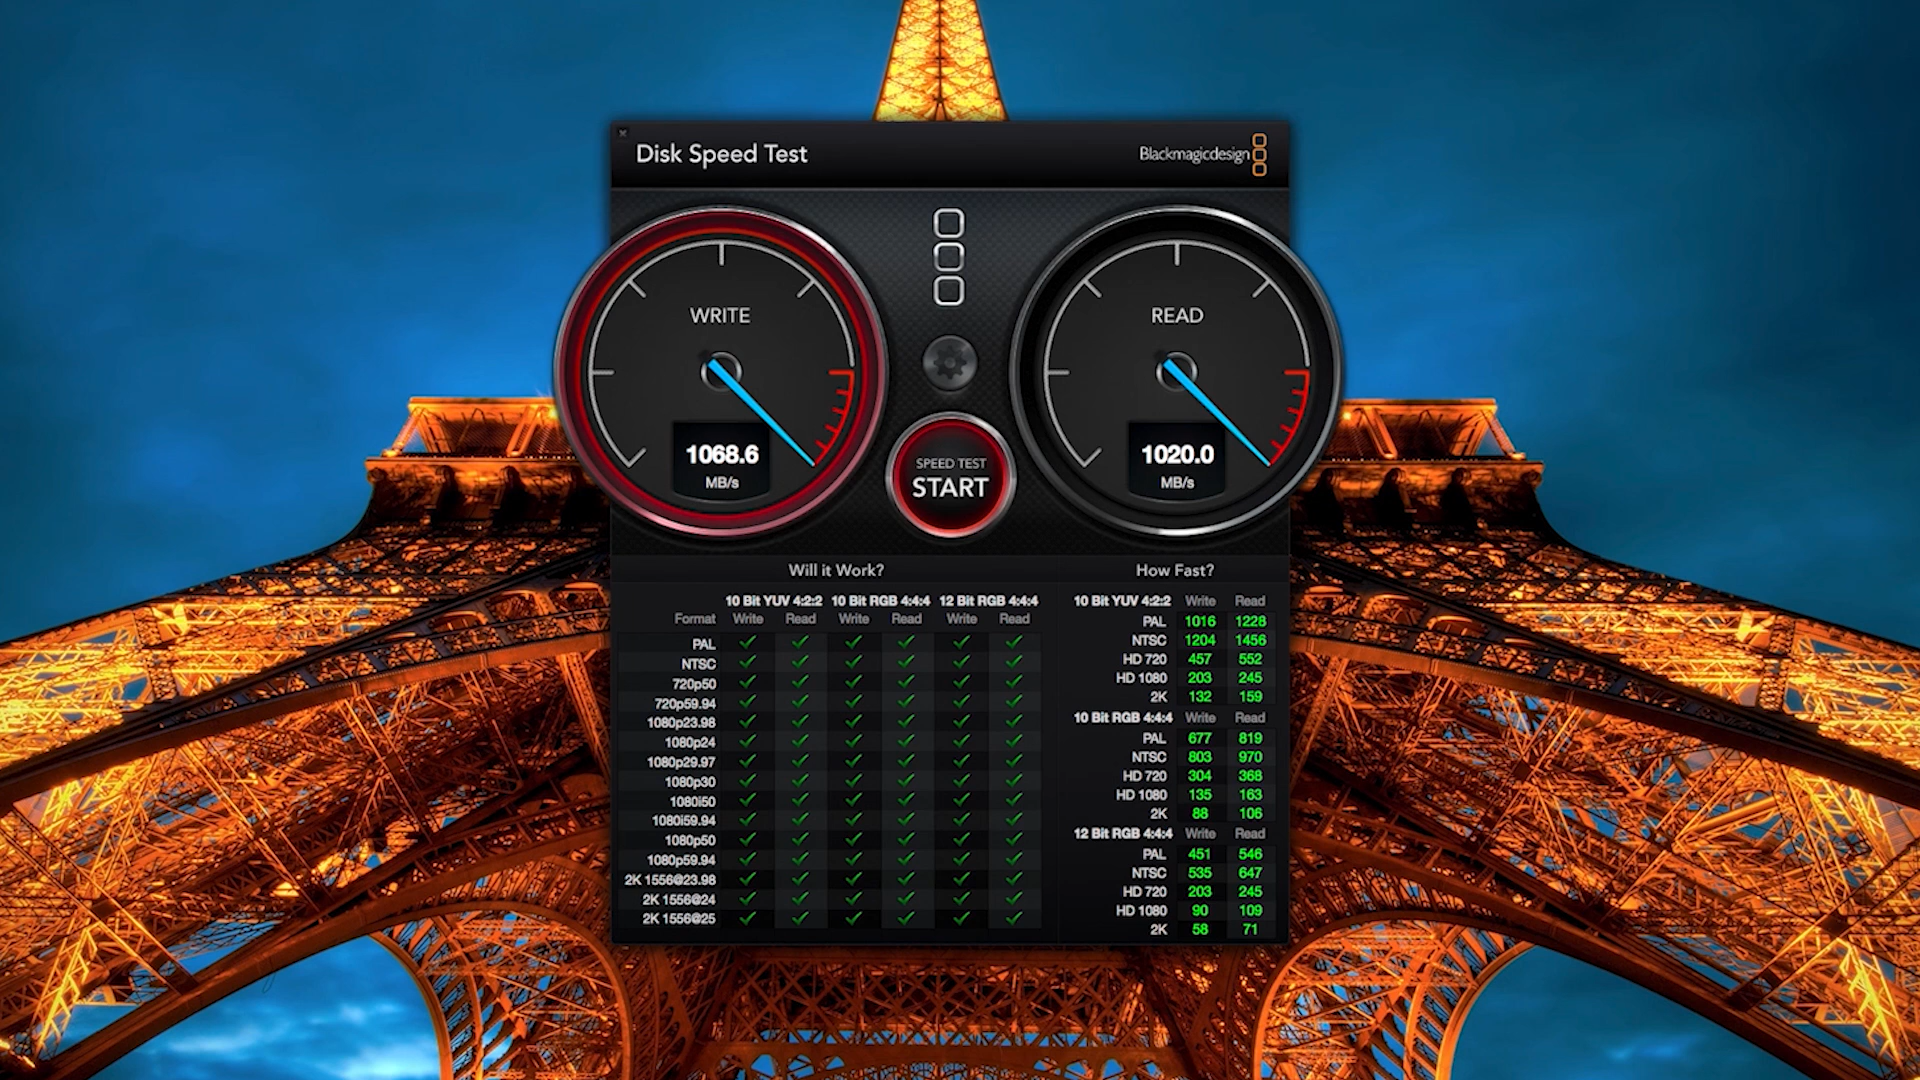 Disk Speed Test
Blackmagicdesign
WRITE
1068.6
MB/s
SPEED TEST
START
READ
1020.0
MB/s
Will it Work?
10 Bit YUV 4:2:2 10 Bit RGB 4:4:4 12 Bit RGB 4:4:4
Format Write Read Write Read Write Read
PAL ✓ ✓ ✓ ✓ ✓ ✓
NTSC ✓ ✓ ✓ ✓ ✓ ✓
720p50 ✓ ✓ ✓ ✓ ✓ ✓
720p59.94 ✓ ✓ ✓ ✓ ✓ ✓
1080p23.98 ✓ ✓ ✓ ✓ ✓ ✓
1080p24 ✓ ✓ ✓ ✓ ✓ ✓
1080p29.97 ✓ ✓ ✓ ✓ ✓ ✓
1080p30 ✓ ✓ ✓ ✓ ✓ ✓
1080i50 ✓ ✓ ✓ ✓ ✓ ✓
1080i59.94 ✓ ✓ ✓ ✓ ✓ ✓
1080p50 ✓ ✓ ✓ ✓ ✓ ✓
1080p59.94 ✓ ✓ ✓ ✓ ✓ ✓
2K 1556@23.98 ✓ ✓ ✓ ✓ ✓ ✓
2K 1556@24 ✓ ✓ ✓ ✓ ✓ ✓
2K 1556@25 ✓ ✓ ✓ ✓ ✓ ✓
How Fast?
10 Bit YUV 4:2:2 Write Read
PAL 1016 1228
NTSC 1204 1456
HD 720 457 552
HD 1080 203 245
2K 132 159
10 Bit RGB 4:4:4 Write Read
PAL 677 819
NTSC 803 970
HD 720 304 368
HD 1080 135 163
2K 88 106
12 Bit RGB 4:4:4 Write Read
PAL 451 546
NTSC 535 647
HD 720 203 245
HD 1080 90 109
2K 58 71